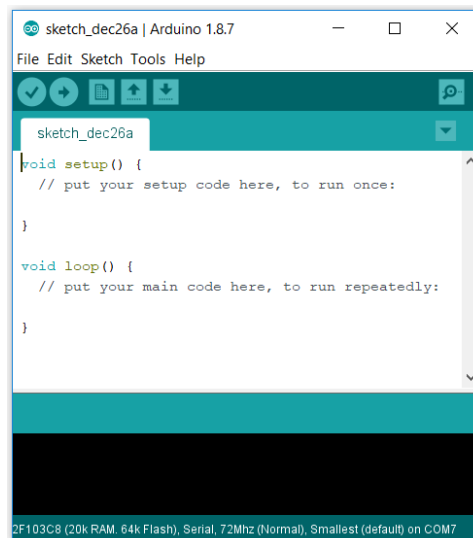 sketch_dec26a | Arduino 1.8.7
File Edit Sketch Tools Help
sketch_dec26a
void setup() {
  // put your setup code here, to run once:
}
void loop() {
  // put your main code here, to run repeatedly:
}
2F103C8 (20k RAM. 64k Flash), Serial, 72Mhz (Normal), Smallest (default) on COM7